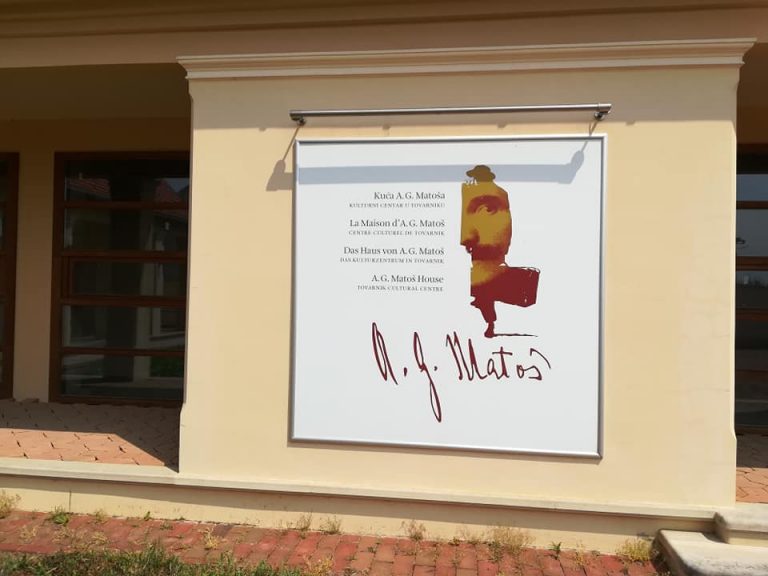 Kuća A. G. Matoša
KULTURNI CENTAR U TOVARNIKU
La Maison d'A. G. Matoš
CENTRE CULTUREL DE TOVARNIK
Das Haus von A. G. Matoš
DAS KULTURZENTRUM IN TOVARNIK
A. G. Matoš House
TOVARNIK CULTURAL CENTRE
A. G. Matoš